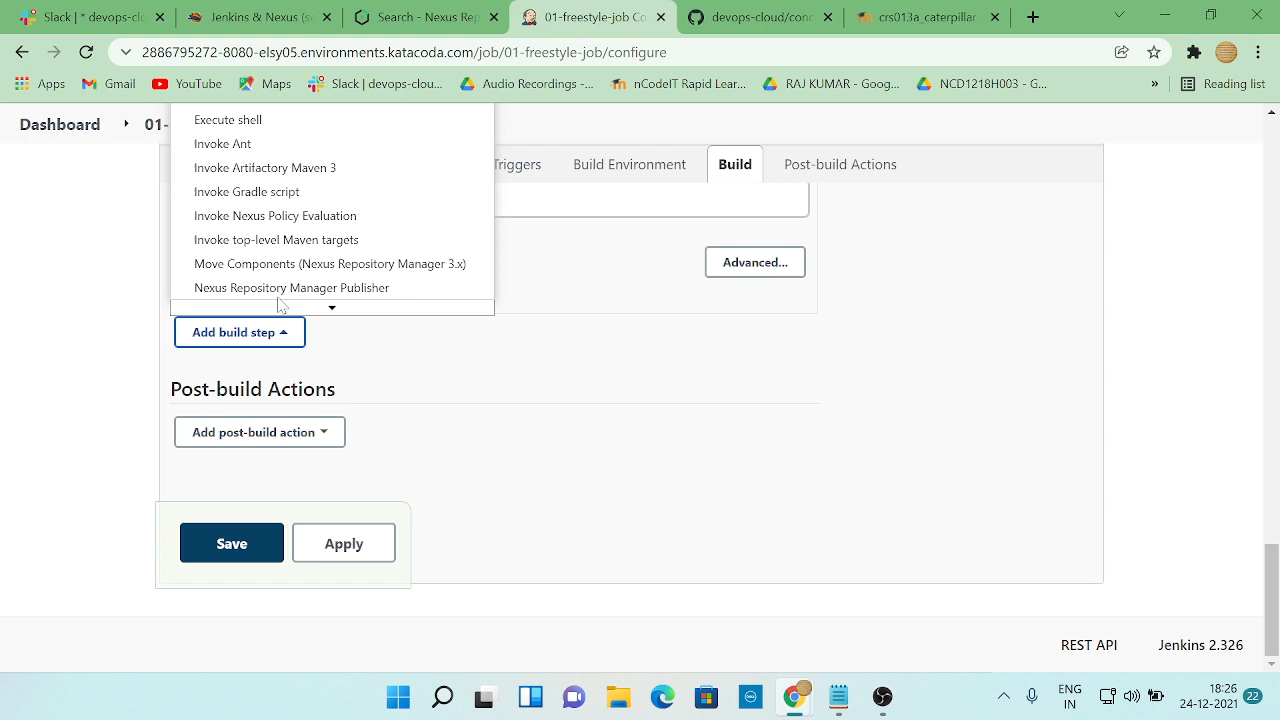 Slack | * devops-clo
Jenkins & Nexus (se
Search - Nexus Rep
01-freestyle-job Co
devops-cloud/conc
crs013a_caterpillar
2886795272-8080-elsy05.environments.katacoda.com/job/01-freestyle-job/configure
Apps
Gmail
YouTube
Maps
Slack | devops-clou...
Audio Recordings -...
nCodeIT Rapid Lear...
RAJ KUMAR - Goog...
NCD1218H003 - G...
»
Reading list
Dashboard
01-
Triggers
Build Environment
Build
Post-build Actions
Execute shell
Invoke Ant
Invoke Artifactory Maven 3
Invoke Gradle script
Invoke Nexus Policy Evaluation
Invoke top-level Maven targets
Move Components (Nexus Repository Manager 3.x)
Nexus Repository Manager Publisher
Advanced...
Add build step
Post-build Actions
Add post-build action
Save
Apply
REST API
Jenkins 2.326
ENG
IN
18:26
24-12-2021
22